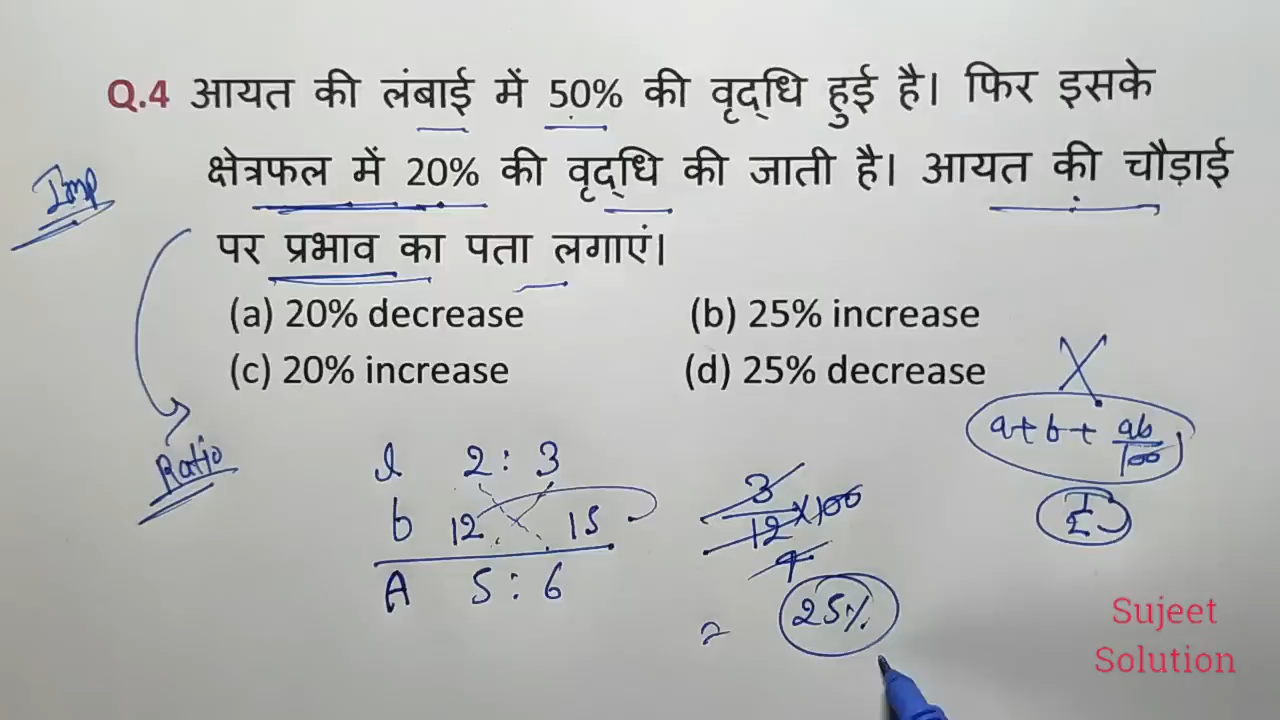 Q.4 आयत की लंबाई में 50% की वृद्धि हुई है। फिर इसके
क्षेत्रफल में 20% की वृद्धि की जाती है। आयत की चौड़ाई
पर प्रभाव का पता लगाएं।
Imp
(a) 20% decrease
(b) 25% increase
(c) 20% increase
(d) 25% decrease
Ratio
l 2 : 3
b 12 15
A 5 : 6
3/12 × 100
4
= 25%
a + b + ab/100
Sujeet
Solution